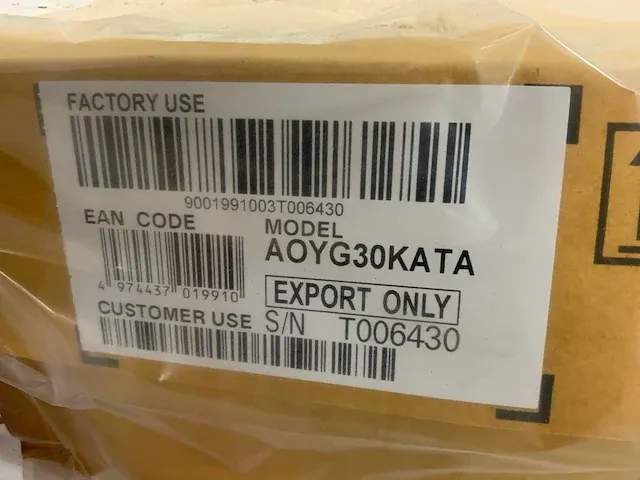 FACTORY USE
9001991003T006430
EAN CODE
4 974437 019910
MODEL
AOYG30KATA
EXPORT ONLY
CUSTOMER USE S/N T006430